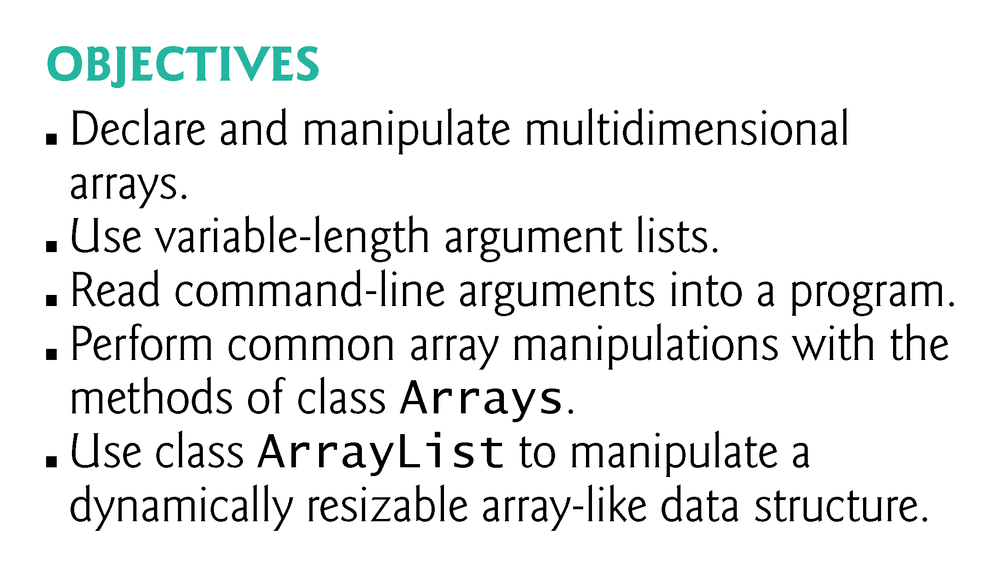 OBJECTIVES
▪ Declare and manipulate multidimensional
arrays.
▪ Use variable-length argument lists.
▪ Read command-line arguments into a program.
▪ Perform common array manipulations with the
methods of class Arrays.
▪ Use class ArrayList to manipulate a
dynamically resizable array-like data structure.